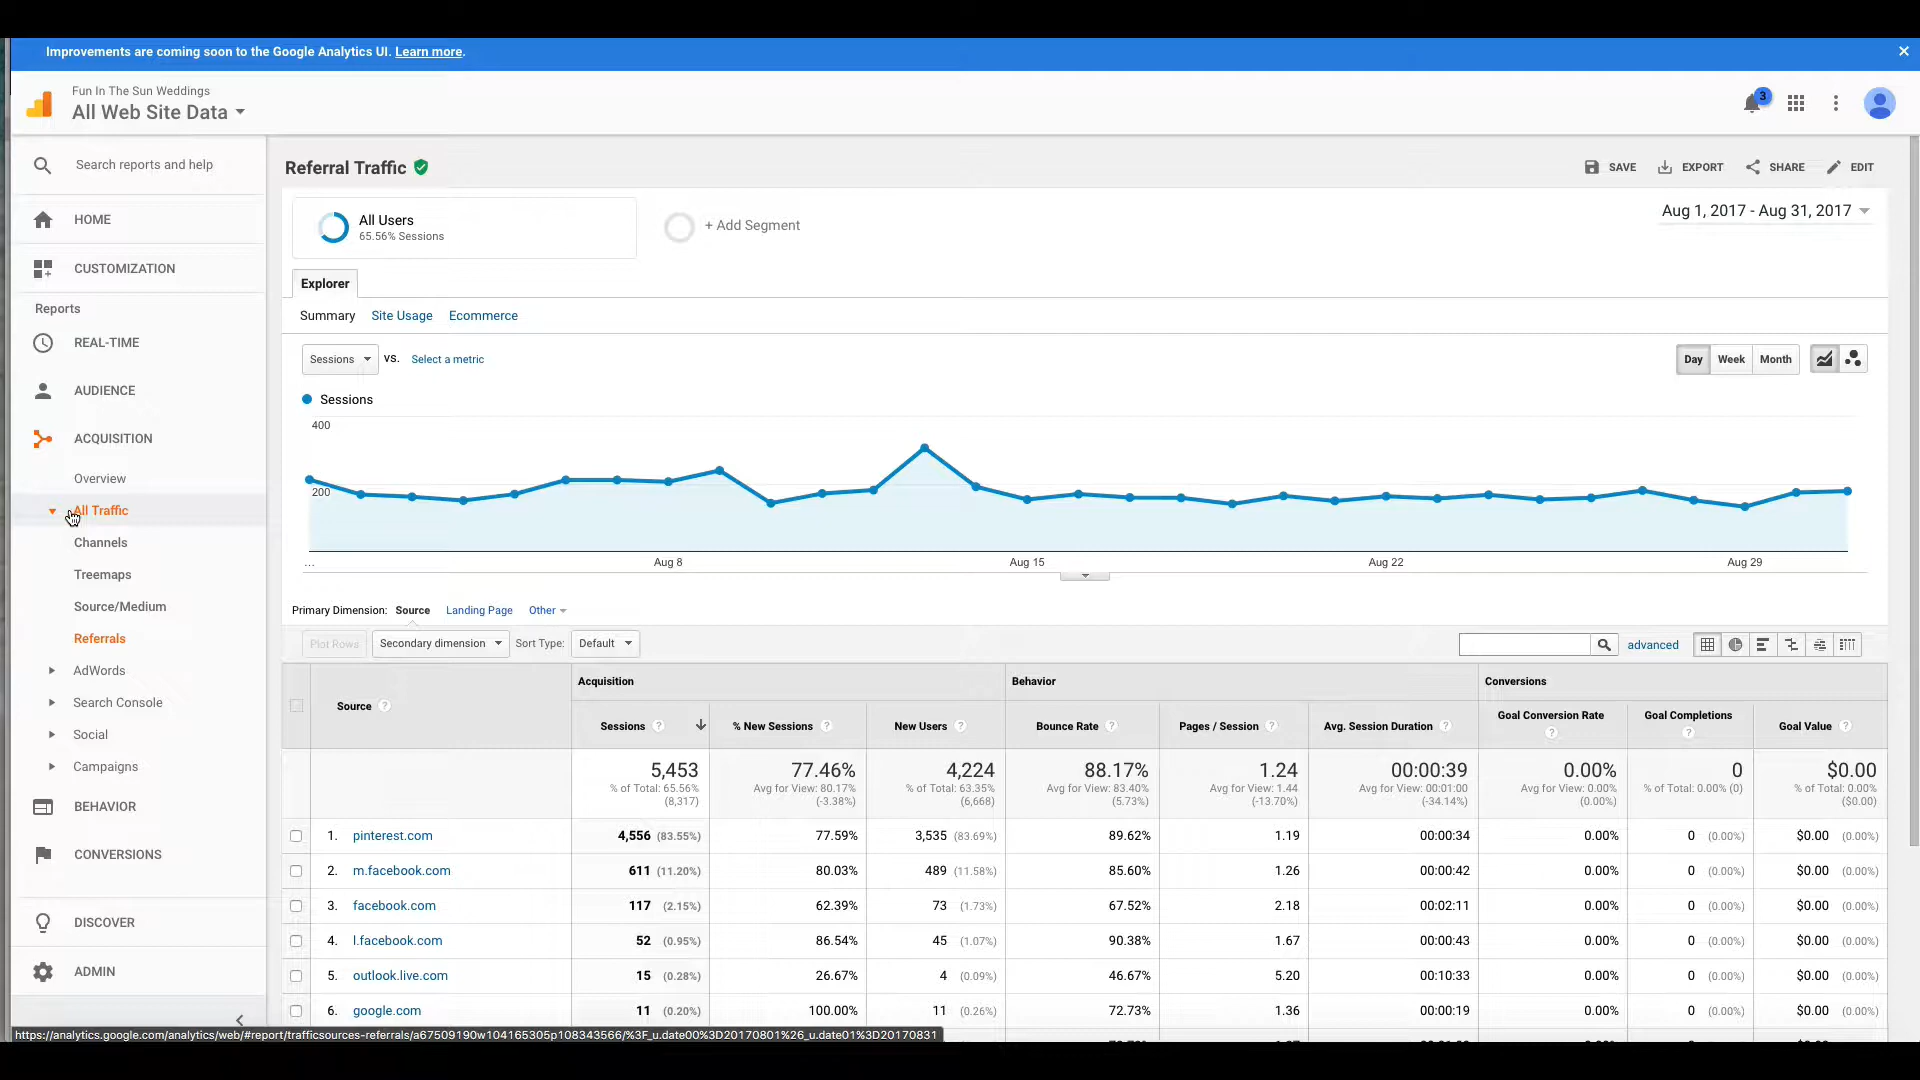 Improvements are coming soon to the Google Analytics UI. Learn more.
Fun In The Sun Weddings
All Web Site Data
3
Search reports and help
HOME
CUSTOMIZATION
Reports
REAL-TIME
AUDIENCE
ACQUISITION
Overview
All Traffic
Channels
Treemaps
Source/Medium
Referrals
AdWords
Search Console
Social
Campaigns
BEHAVIOR
CONVERSIONS
DISCOVER
ADMIN
Referral Traffic
SAVE EXPORT SHARE EDIT
All Users
65.56% Sessions
+ Add Segment
Aug 1, 2017 - Aug 31, 2017
Explorer
Summary Site Usage Ecommerce
Sessions vs. Select a metric
Day Week Month
Sessions
400
200
... Aug 8 Aug 15 Aug 22 Aug 29
Primary Dimension: Source Landing Page Other
Plot Rows Secondary dimension Sort Type: Default
advanced
Acquisition Behavior Conversions
Source ? Sessions ? % New Sessions ? New Users ? Bounce Rate ? Pages / Session ? Avg. Session Duration ? Goal Conversion Rate ? Goal Completions ? Goal Value ?
5,453 77.46% 4,224 88.17% 1.24 00:00:39 0.00% 0 $0.00
% of Total: 65.56% Avg for View: 80.17% % of Total: 63.35% Avg for View: 83.40% Avg for View: 1.44 Avg for View: 00:01:00 Avg for View: 0.00% % of Total: 0.00% (0) % of Total: 0.00%
(8,317) (-3.38%) (6,668) (5.73%) (-13.70%) (-34.14%) (0.00%) ($0.00)
1. pinterest.com 4,556 (83.55%) 77.59% 3,535 (83.69%) 89.62% 1.19 00:00:34 0.00% 0 (0.00%) $0.00 (0.00%)
2. m.facebook.com 611 (11.20%) 80.03% 489 (11.58%) 85.60% 1.26 00:00:42 0.00% 0 (0.00%) $0.00 (0.00%)
3. facebook.com 117 (2.15%) 62.39% 73 (1.73%) 67.52% 2.18 00:02:11 0.00% 0 (0.00%) $0.00 (0.00%)
4. l.facebook.com 52 (0.95%) 86.54% 45 (1.07%) 90.38% 1.67 00:00:43 0.00% 0 (0.00%) $0.00 (0.00%)
5. outlook.live.com 15 (0.28%) 26.67% 4 (0.09%) 46.67% 5.20 00:10:33 0.00% 0 (0.00%) $0.00 (0.00%)
6. google.com 11 (0.20%) 100.00% 11 (0.26%) 72.73% 1.36 00:00:19 0.00% 0 (0.00%) $0.00 (0.00%)
https://analytics.google.com/analytics/web/#report/trafficsources-referrals/a67509190w104165305p108343566/%3F_u.date00%3D20170801%26_u.date01%3D20170831